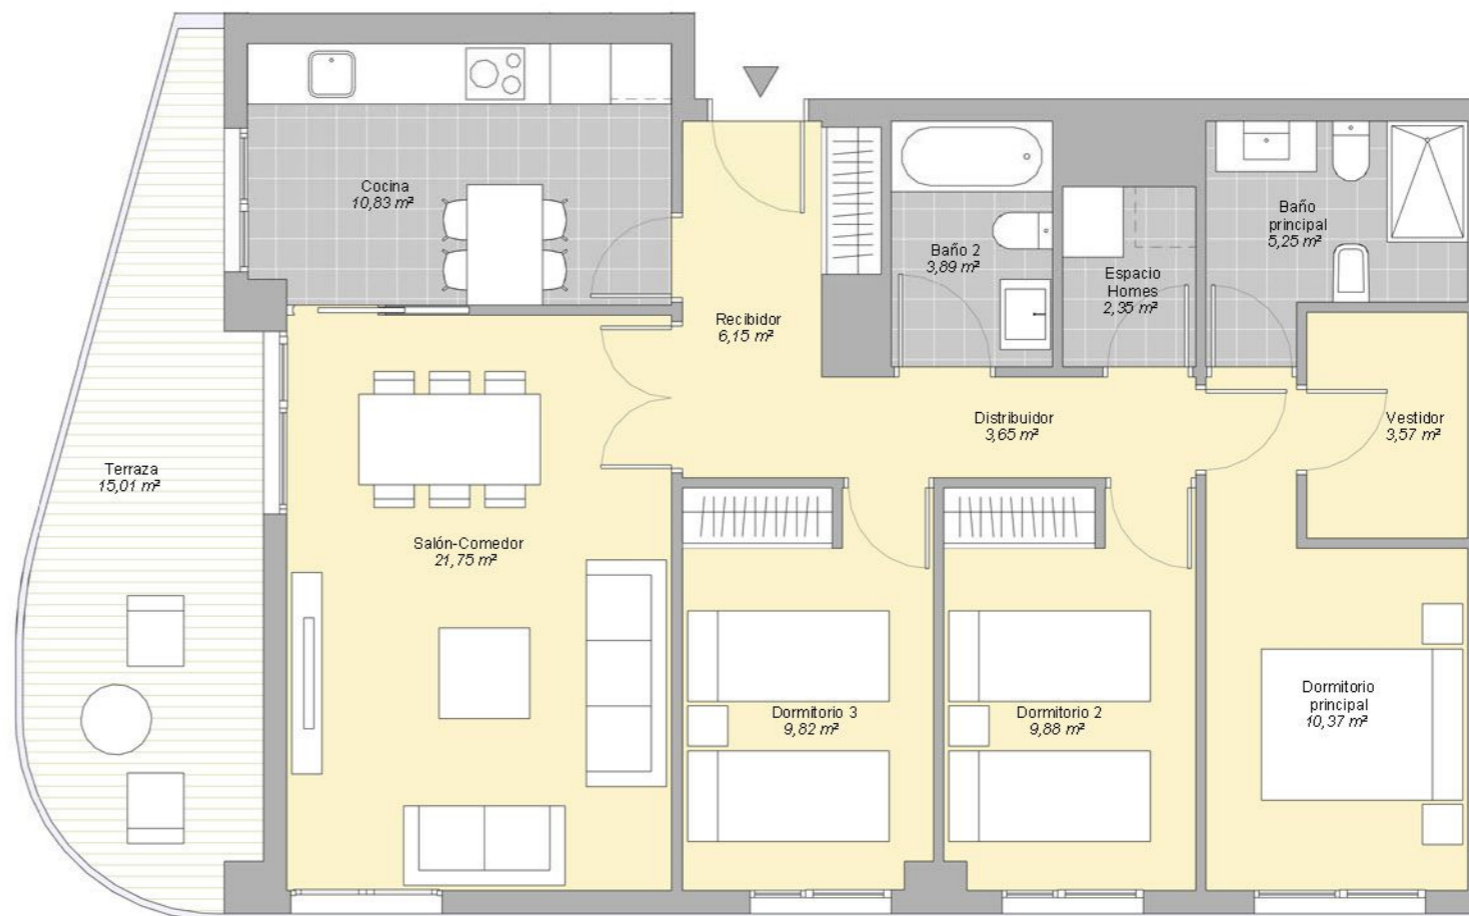 Cocina
10,83 m²
Baño
principal
5,25 m²
Baño 2
3,89 m²
Espacio
Homes
2,35 m²
Recibidor
6,15 m²
Distribuidor
3,65 m²
Vestidor
3,57 m²
Terraza
15,01 m²
Salón-Comedor
21,75 m²
Dormitorio 3
9,82 m²
Dormitorio 2
9,88 m²
Dormitorio
principal
10,37 m²